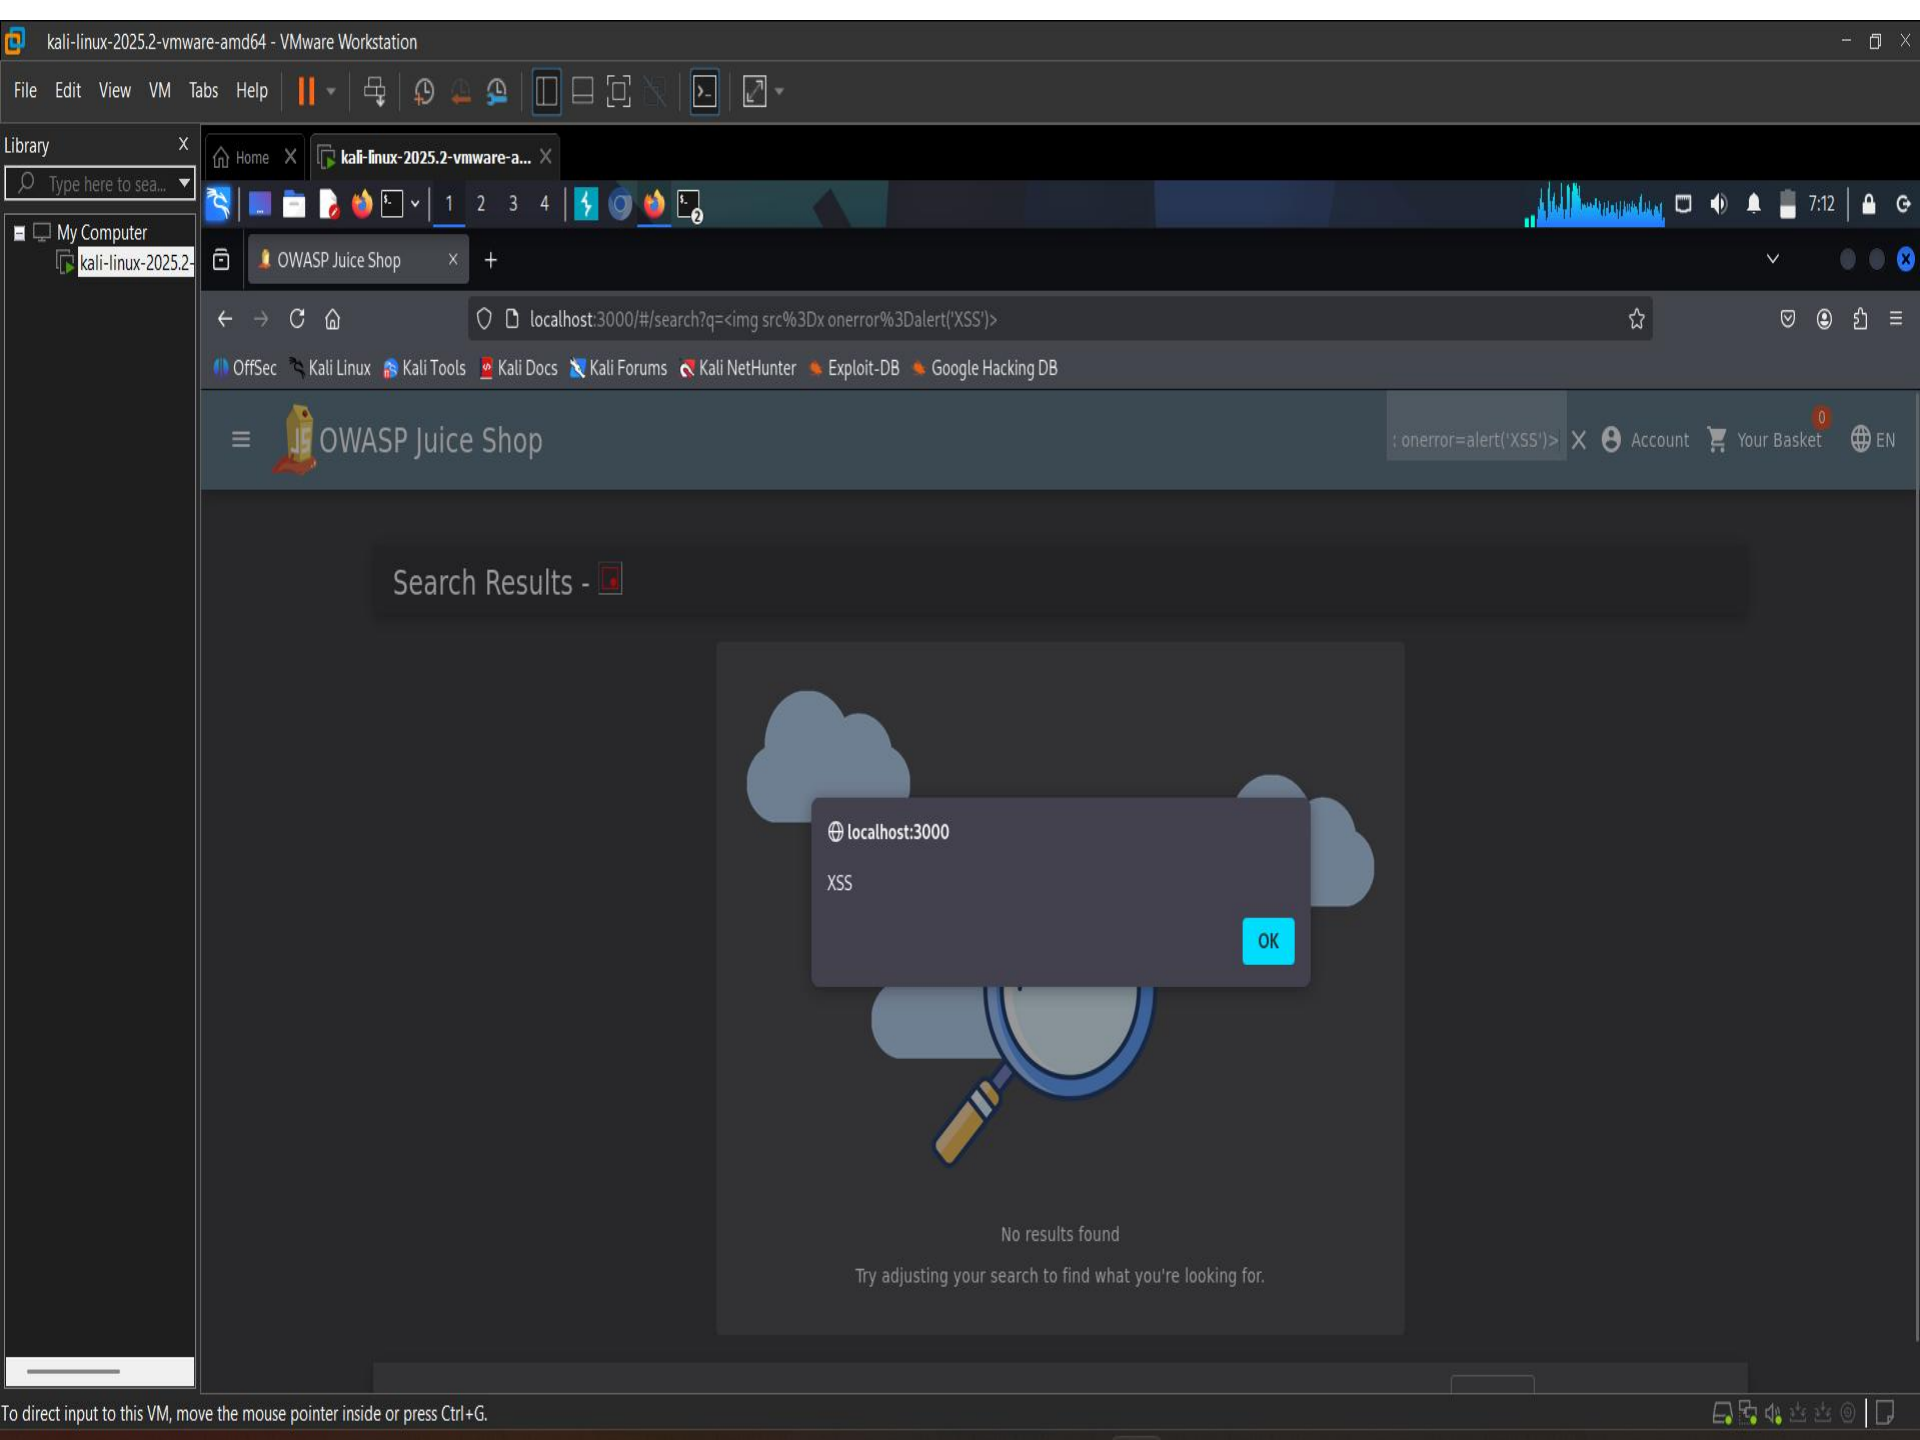 kali-linux-2025.2-vmware-amd64 - VMware Workstation
File Edit View VM Tabs Help
Library X
Home X kali-linux-2025.2-vmware-a... X
Type here to sea...
1 2 3 4
2
7:12
My Computer
kali-linux-2025.2-
OWASP Juice Shop
localhost:3000/#/search?q=<img src%3Dx onerror%3Dalert('XSS')>
OffSec Kali Linux Kali Tools Kali Docs Kali Forums Kali NetHunter Exploit-DB Google Hacking DB
JS OWASP Juice Shop
onerror=alert('XSS')> X Account Your Basket 0 EN
Search Results -
localhost:3000
XSS
OK
No results found
Try adjusting your search to find what you're looking for.
To direct input to this VM, move the mouse pointer inside or press Ctrl+G.